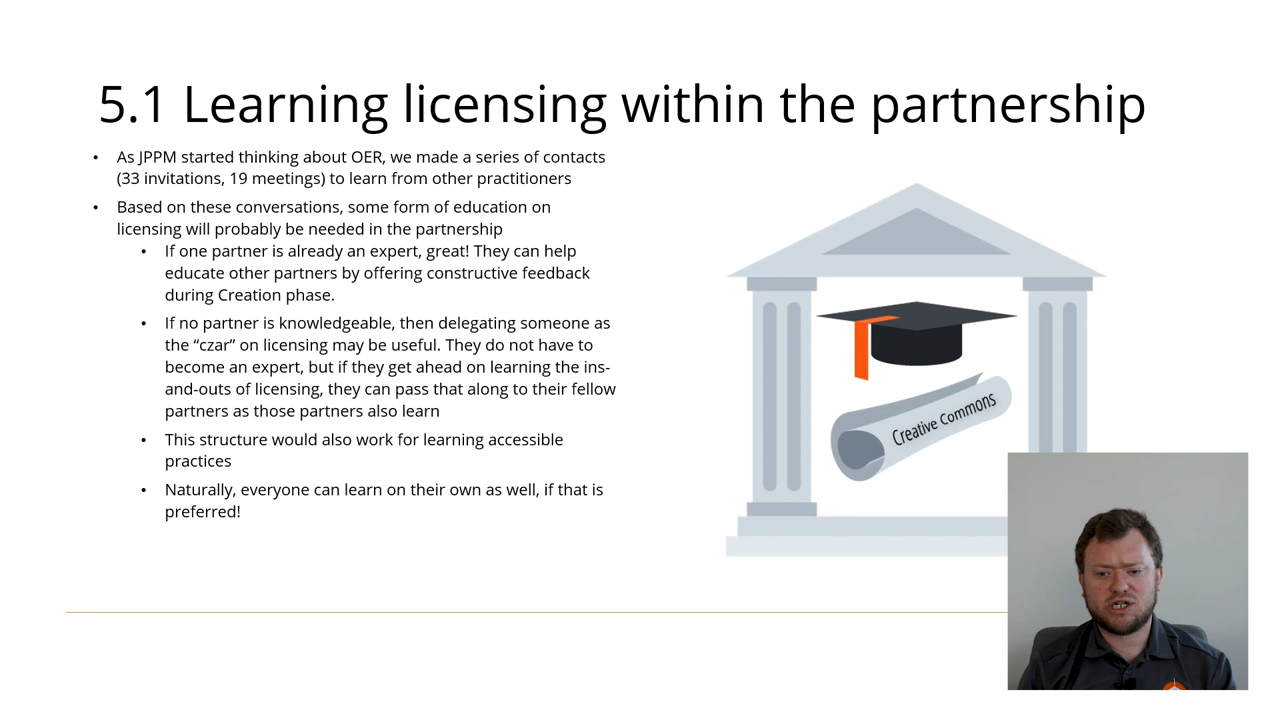 5.1 Learning licensing within the partnership
• As JPPM started thinking about OER, we made a series of contacts
(33 invitations, 19 meetings) to learn from other practitioners
• Based on these conversations, some form of education on
licensing will probably be needed in the partnership
• If one partner is already an expert, great! They can help
educate other partners by offering constructive feedback
during Creation phase.
• If no partner is knowledgeable, then delegating someone as
the “czar” on licensing may be useful. They do not have to
become an expert, but if they get ahead on learning the ins-
and-outs of licensing, they can pass that along to their fellow
partners as those partners also learn
• This structure would also work for learning accessible
practices
• Naturally, everyone can learn on their own as well, if that is
preferred!
Creative Commons